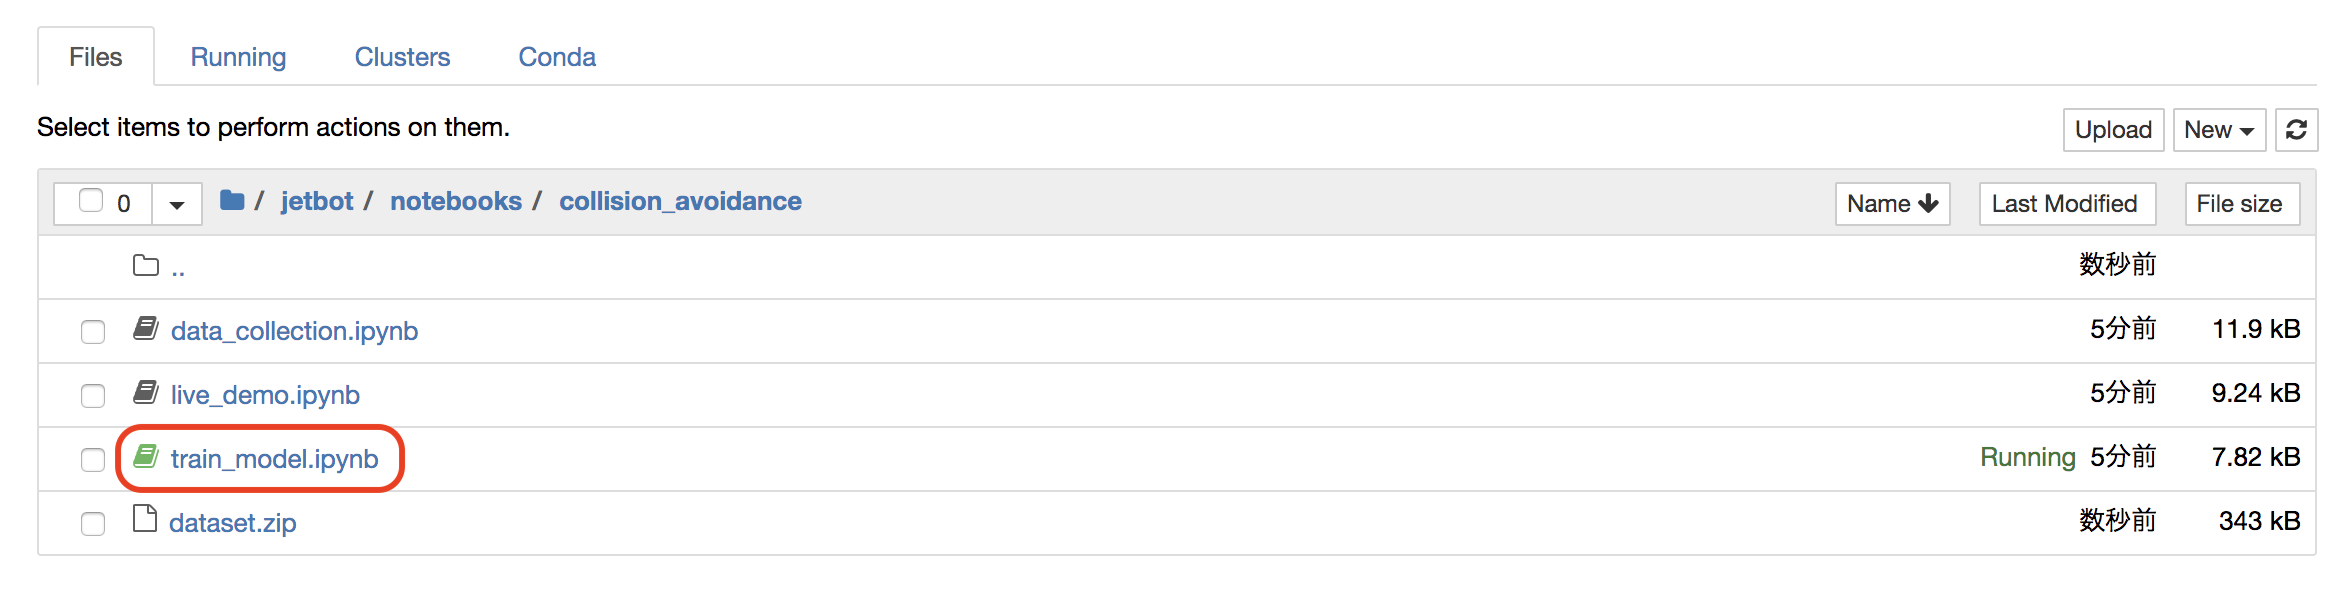 Files Running Clusters Conda
Select items to perform actions on them.
Upload New
0 / jetbot / notebooks / collision_avoidance Name Last Modified File size
.. 数秒前
data_collection.ipynb 5分前 11.9 kB
live_demo.ipynb 5分前 9.24 kB
train_model.ipynb Running 5分前 7.82 kB
dataset.zip 数秒前 343 kB